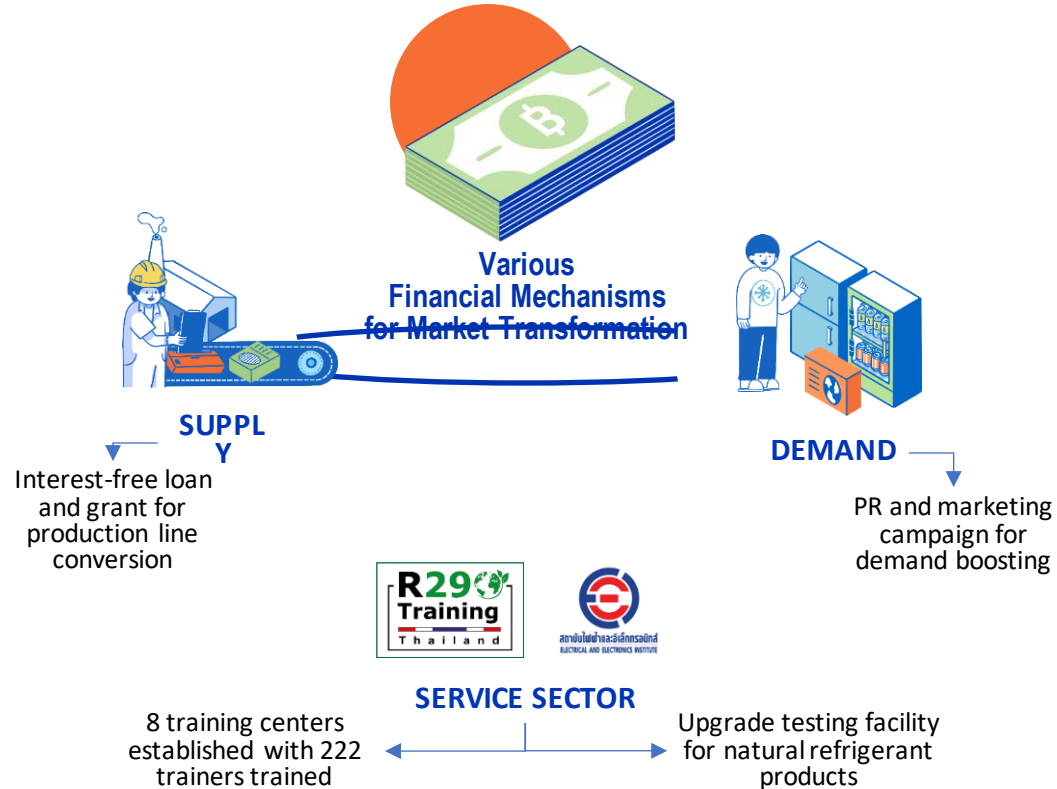 Various
Financial Mechanisms
for Market Transformation
SUPPL
Y
DEMAND
Interest-free loan
and grant for
production line
conversion
PR and marketing
campaign for
demand boosting
R290
Training
Thailand
สถาบันไฟฟ้าและอิเล็กทรอนิกส์
ELECTRICAL AND ELECTRONICS INSTITUTE
SERVICE SECTOR
8 training centers
established with 222
trainers trained
Upgrade testing facility
for natural refrigerant
products